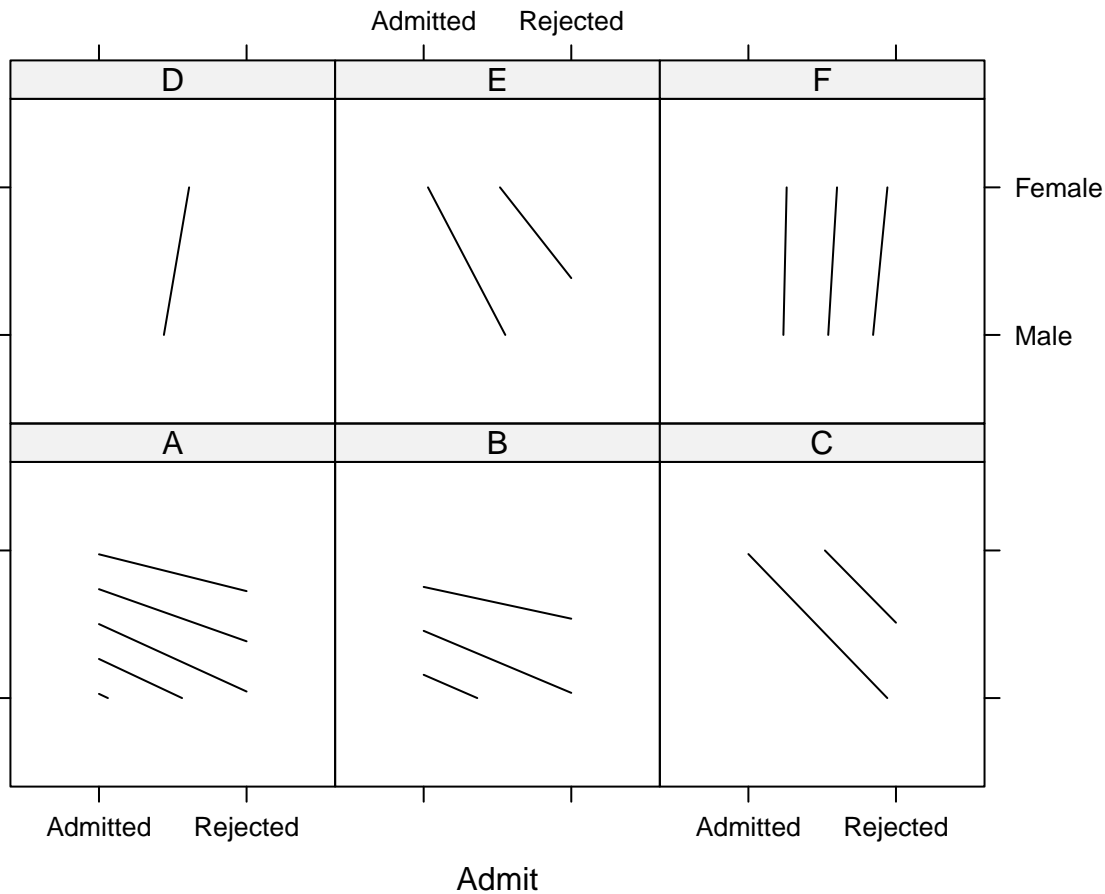 Admitted Rejected
D E F
Female
Male
A B C
Admitted Rejected Admitted Rejected
Admit